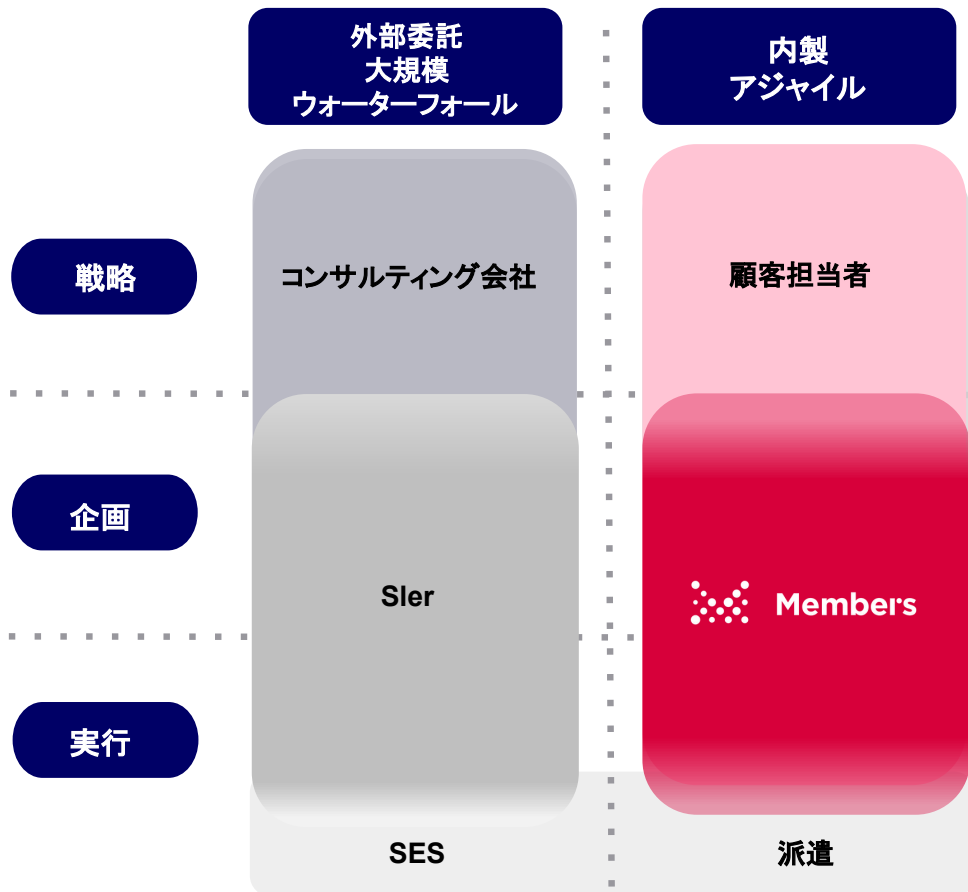 外部委託
大規模
ウォーターフォール
内製
アジャイル
戦略
コンサルティング会社
顧客担当者
企画
SIer
Members
実行
SES
派遣